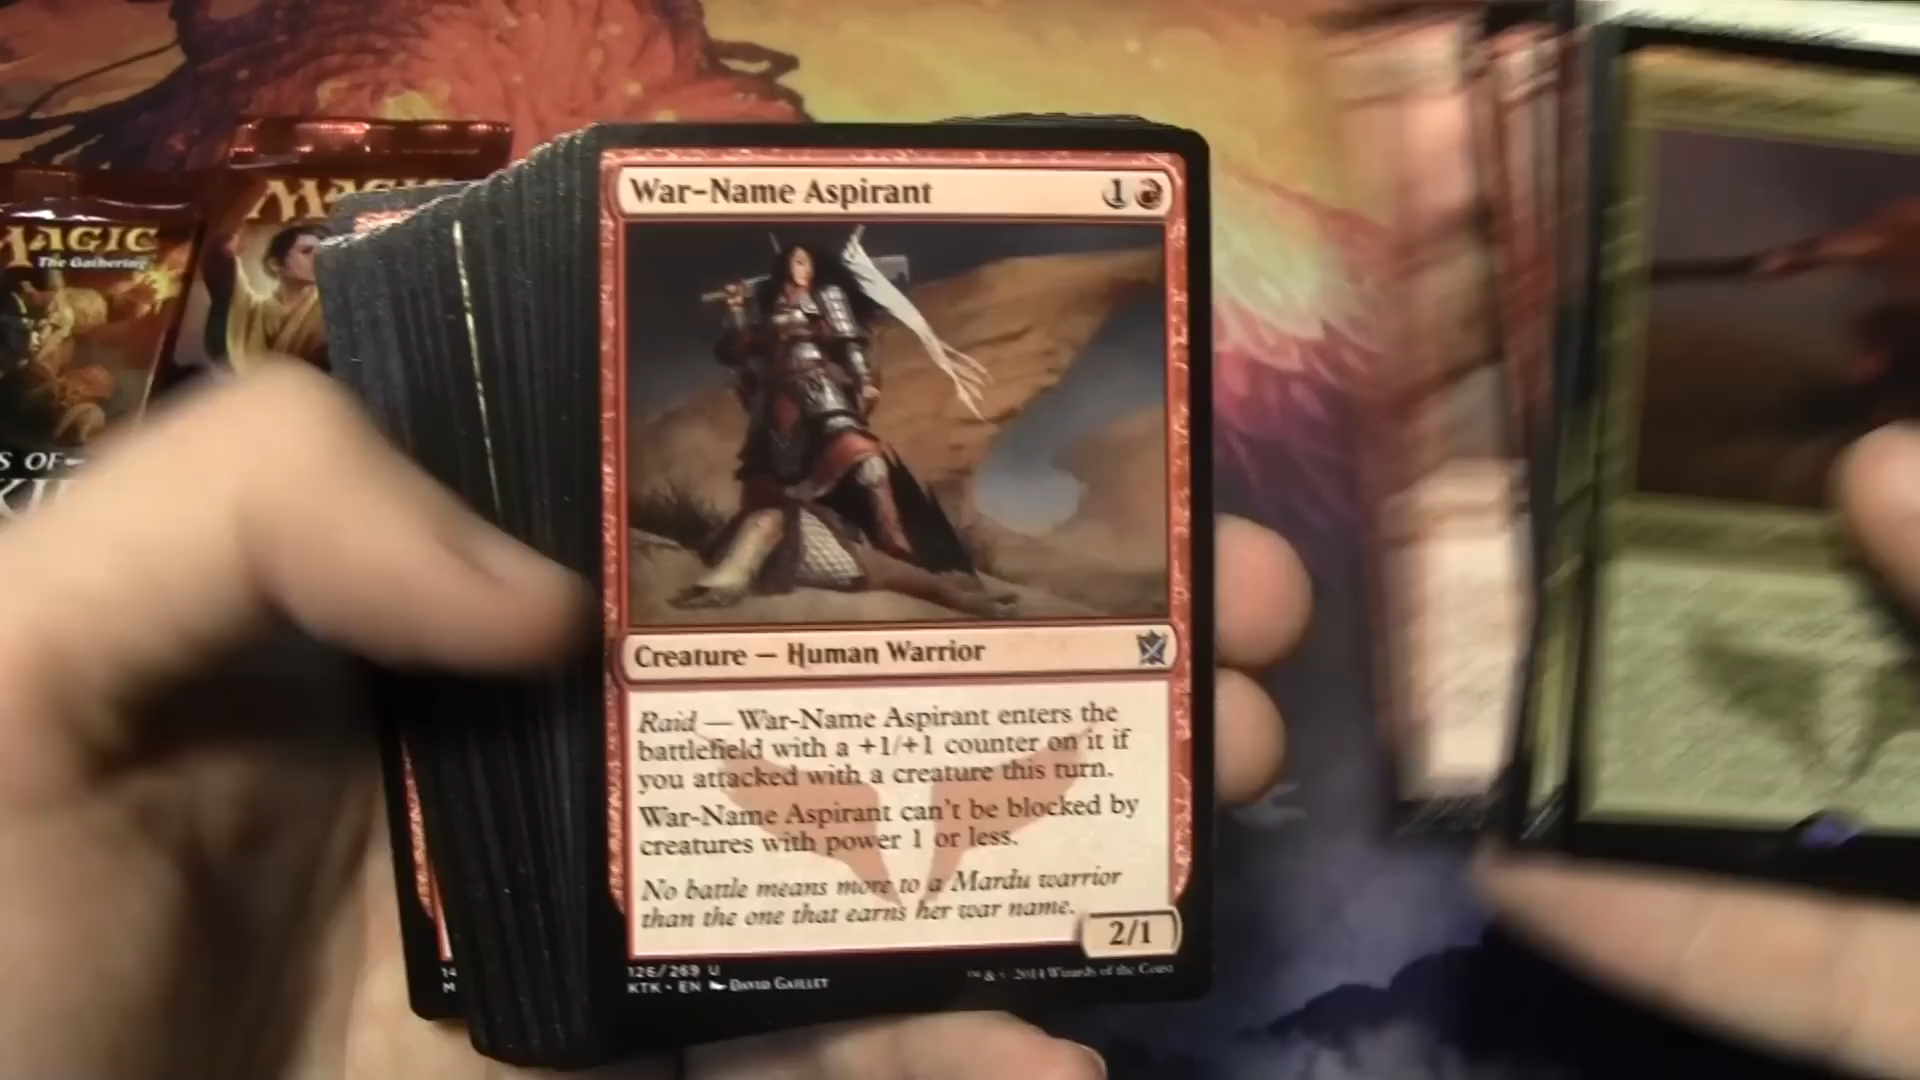 MAGIC
The Gathering
MAGIC
S OF
War-Name Aspirant 1
Creature — Human Warrior
Raid — War-Name Aspirant enters the
battlefield with a +1/+1 counter on it if
you attacked with a creature this turn.
War-Name Aspirant can't be blocked by
creatures with power 1 or less.
No battle means more to a Mardu warrior
than the one that earns her war name.
2/1
126/269 U
KTK • EN DAVID GAILLET
™ & © 2014 Wizards of the Coast
14
M